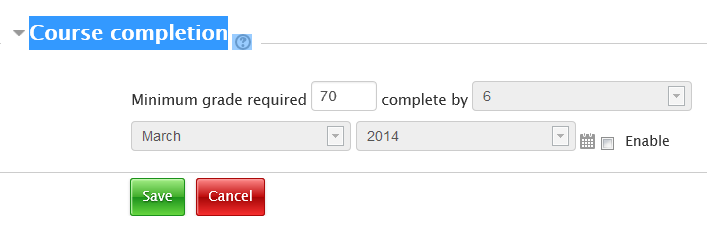 Course completion
Minimum grade required 70 complete by 6
March 2014 Enable
Save Cancel